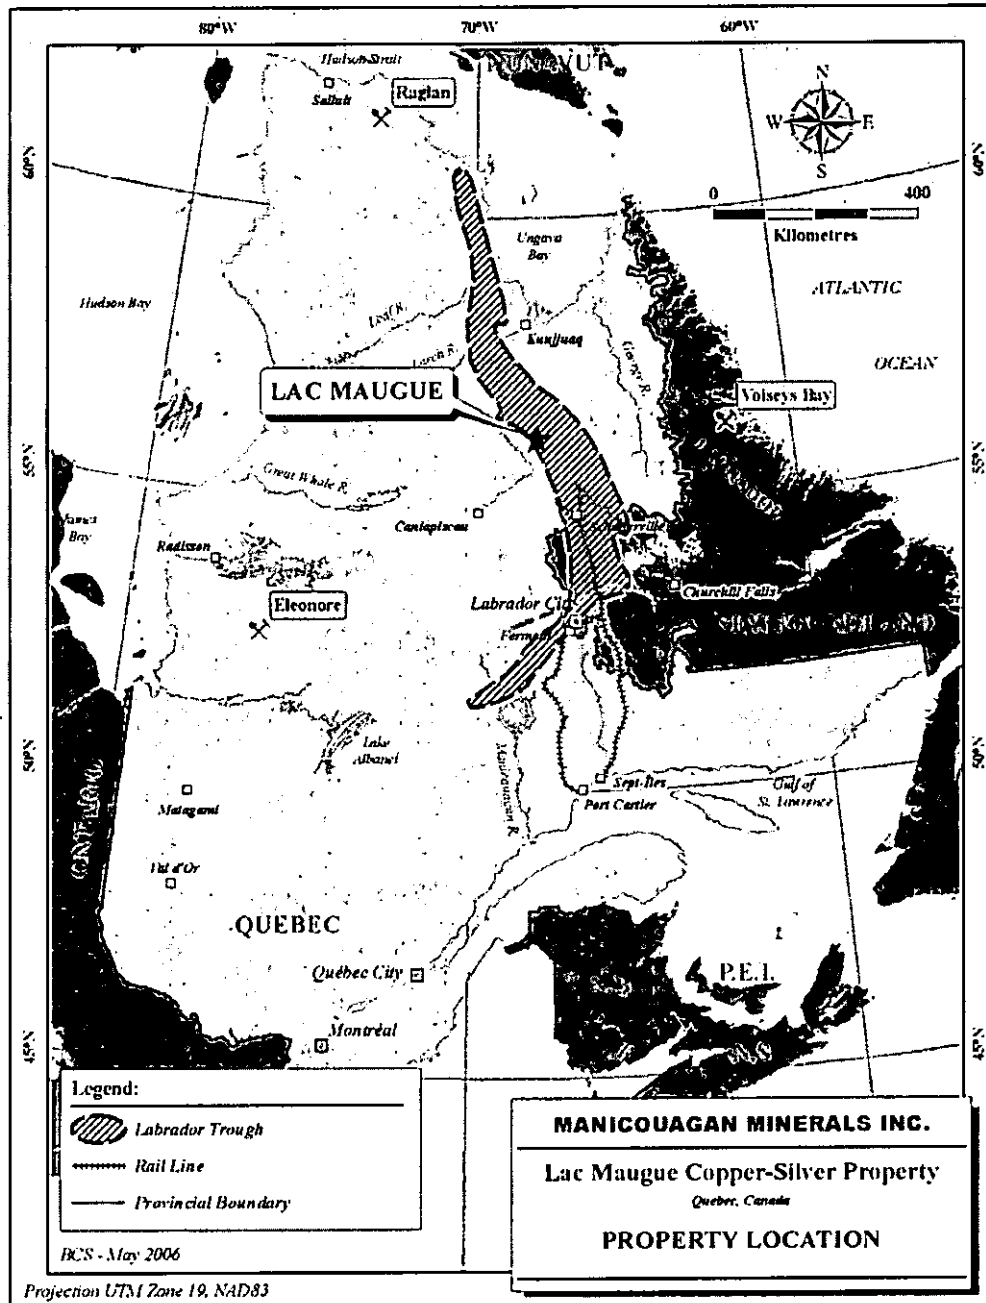 80°W
70°W
60°W
Hudson Strait
NUNAVUT
Salluit
Raglan
N
W
E
S
60°N
60°N
0
400
Kilometres
Ungava
Bay
Hudson Bay
ATLANTIC
OCEAN
Leaf R.
Kuujjuaq
Larch R.
George R.
LAC MAUGUE
Voiseys Bay
55°N
55°N
Great Whale R.
James
Bay
Caniapiscau
Radisson
Eleonore
Churchill Falls
Labrador City
Fermont
Lake
Albanel
Manicouagan R.
50°N
50°N
Sept-Iles
Port Cartier
Gulf of
St. Lawrence
Matagami
ONTARIO
Val d'Or
QUEBEC
Québec City
P.E.I.
Montréal
45°N
45°N
Legend:
Labrador Trough
Rail Line
Provincial Boundary
MANICOUAGAN MINERALS INC.
Lac Maugue Copper-Silver Property
Quebec, Canada
PROPERTY LOCATION
BCS - May 2006
Projection UTM Zone 19, NAD83